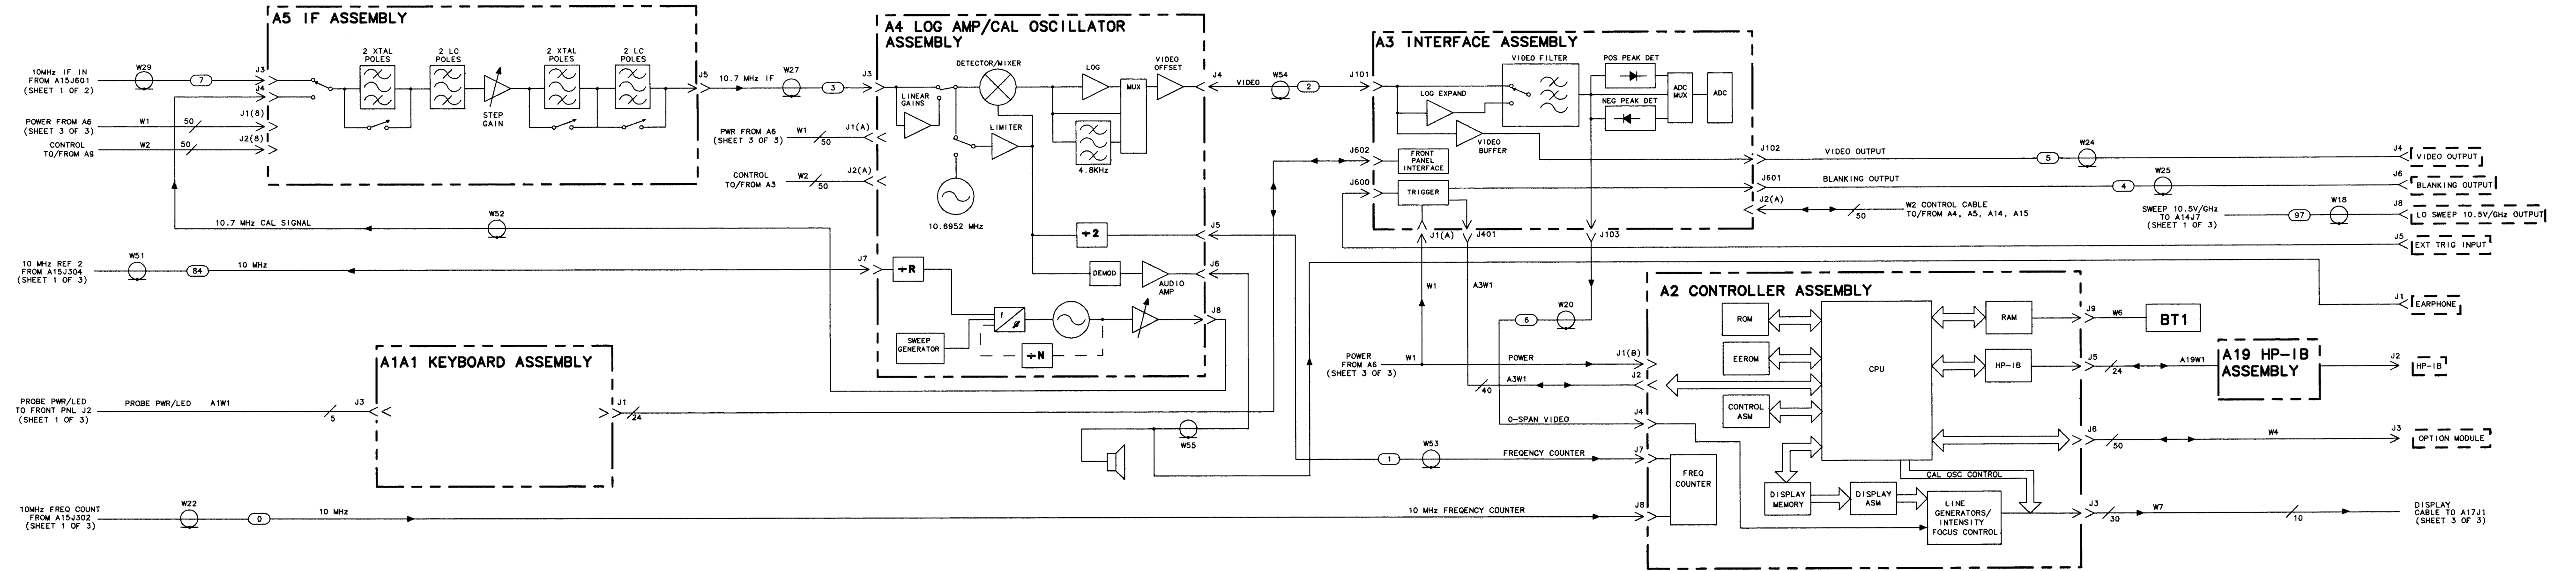 A5 IF ASSEMBLY
2 XTAL
POLES
2 LC
POLES
STEP
GAIN
2 XTAL
POLES
2 LC
POLES
10MHz IF IN
FROM A15J601
(SHEET 1 OF 2)
W29
7
J3
J4
POWER FROM A6
(SHEET 3 OF 3)
W1
50
J1(8)
CONTROL
TO/FROM A9
W2
50
J2(8)
J5
10.7 MHz IF
W27
3
J3
A4 LOG AMP/CAL OSCILLATOR
ASSEMBLY
DETECTOR/MIXER
LINEAR
GAINS
LIMITER
LOG
MUX
VIDEO
OFFSET
4.8KHz
10.6952 MHz
PWR FROM A6
(SHEET 3 OF 3)
W1
50
J1(A)
CONTROL
TO/FROM A3
W2
50
J2(A)
J4
VIDEO
W54
2
J101
÷2
J5
DEMOD
AUDIO
AMP
J6
J7
÷R
SWEEP
GENERATOR
f
ø
÷N
J8
10.7 MHz CAL SIGNAL
W52
10 MHz REF 2
FROM A15J304
(SHEET 1 OF 3)
W51
84
10 MHz
A3 INTERFACE ASSEMBLY
VIDEO FILTER
LOG EXPAND
VIDEO
BUFFER
POS PEAK DET
NEG PEAK DET
ADC
MUX
ADC
J602
FRONT
PANEL
INTERFACE
J600
TRIGGER
J1(A)
J401
J103
J102
VIDEO OUTPUT
5
W24
J4
VIDEO OUTPUT
J601
BLANKING OUTPUT
4
W25
J6
BLANKING OUTPUT
J2(A)
50
W2 CONTROL CABLE
TO/FROM A4, A5, A14, A15
SWEEP 10.5V/GHz
TO A14J7
(SHEET 1 OF 3)
97
W18
J8
LO SWEEP 10.5V/GHz OUTPUT
J5
EXT TRIG INPUT
J1
EARPHONE
W1
A3W1
6
W20
A2 CONTROLLER ASSEMBLY
ROM
EEROM
CONTROL
ASM
CPU
RAM
HP-IB
J9
W6
BT1
J5
24
A19W1
A19 HP-IB
ASSEMBLY
J2
HP-IB
POWER
FROM A6
(SHEET 3 OF 3)
W1
POWER
J1(B)
40
A3W1
J2
O-SPAN VIDEO
J4
J6
50
W4
J3
OPTION MODULE
A1A1 KEYBOARD ASSEMBLY
PROBE PWR/LED
TO FRONT PNL J2
(SHEET 1 OF 3)
PROBE PWR/LED
A1W1
5
J3
J1
24
W55
1
W53
FREQENCY COUNTER
J7
FREQ
COUNTER
CAL OSC CONTROL
DISPLAY
MEMORY
DISPLAY
ASM
LINE
GENERATORS/
INTENSITY
FOCUS CONTROL
10MHz FREQ COUNT
FROM A15J302
(SHEET 1 OF 3)
W22
0
10 MHz
10 MHz FREQENCY COUNTER
J8
J3
30
W7
10
DISPLAY
CABLE TO A17J1
(SHEET 3 OF 3)